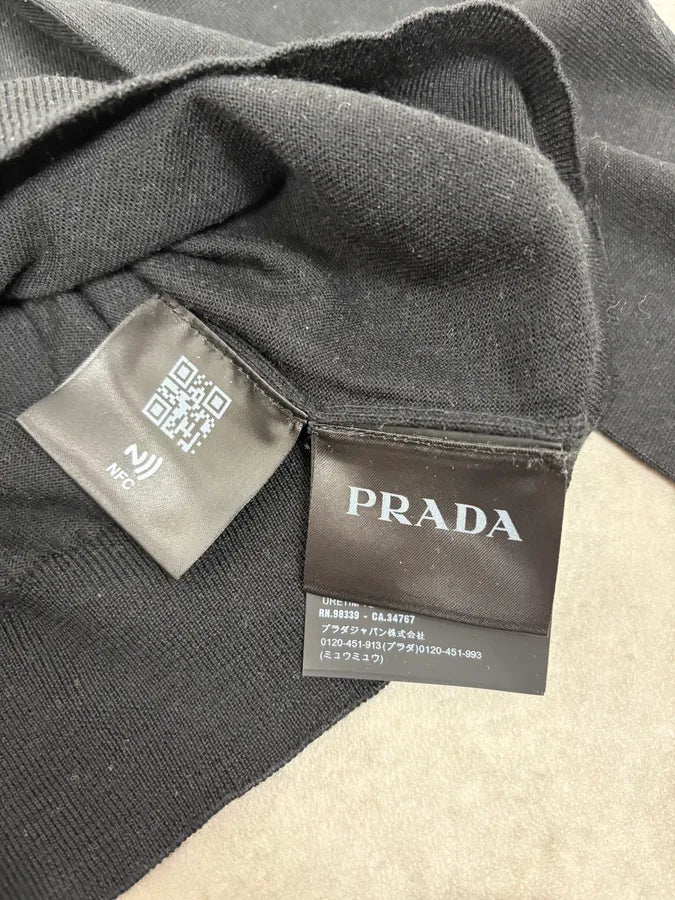 NFC
PRADA
RN.98339 - CA.34767
プラダジャパン株式会社
0120-451-913(プラダ)0120-451-993
(ミュウミュウ)